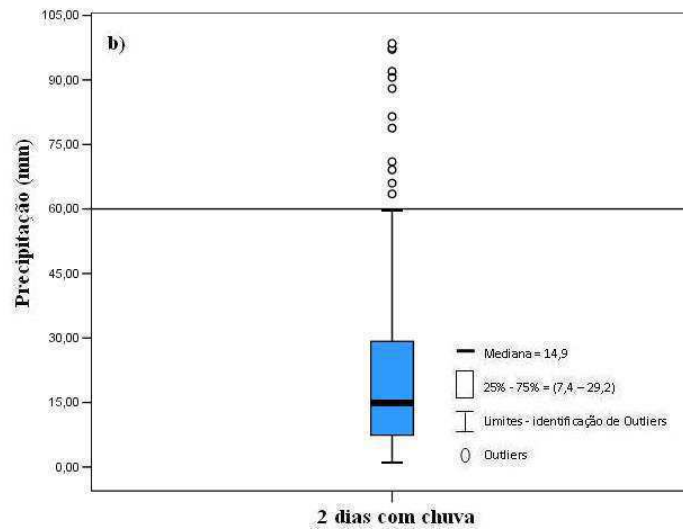 105,00
b)
90,00
75,00
60,00
45,00
30,00
15,00
0,00
Precipitação (mm)
Mediana = 14,9
25% - 75% = (7,4 – 29,2)
Limites - identificação de Outliers
Outliers
2 dias com chuva